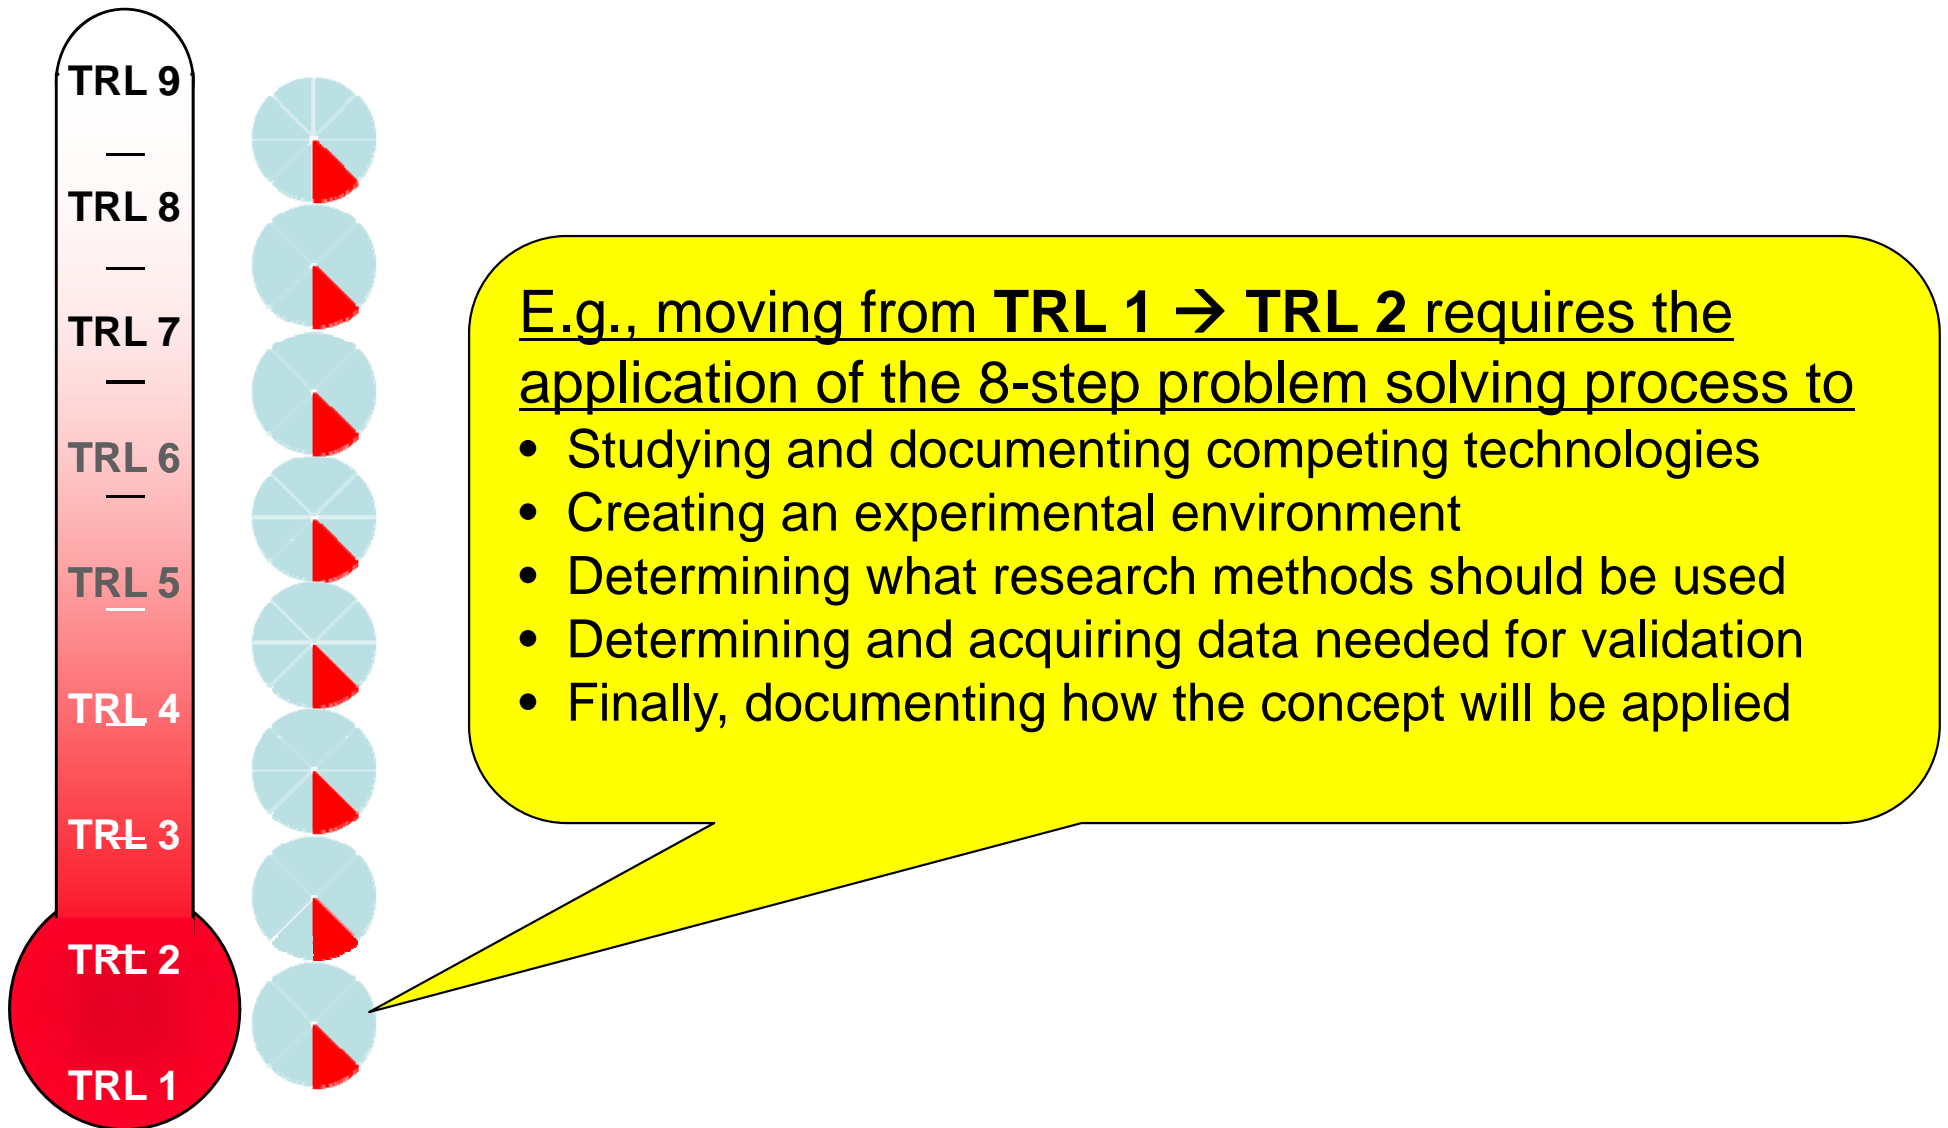 TRL 9
TRL 8
TRL 7
TRL 6
TRL 5
TRL 4
TRL 3
TRL 2
TRL 1
E.g., moving from TRL 1 → TRL 2 requires the
application of the 8-step problem solving process to
• Studying and documenting competing technologies
• Creating an experimental environment
• Determining what research methods should be used
• Determining and acquiring data needed for validation
• Finally, documenting how the concept will be applied